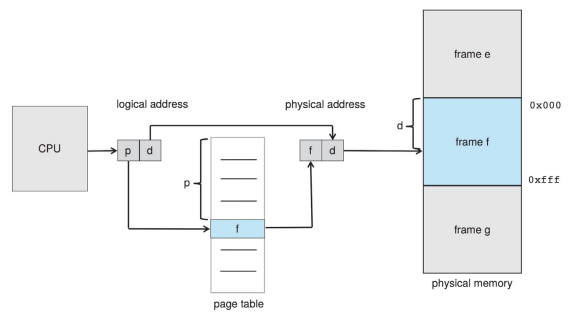 frame e
logical address
physical address
0x000
CPU
p d
f d
d
frame f
p
0xfff
f
frame g
page table
physical memory